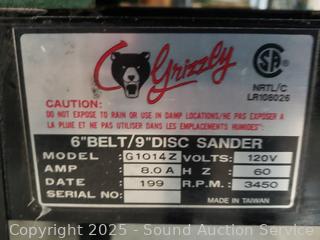 Grizzly
SA
NRTL/C
LR108026
CAUTION:
DO NOT EXPOSE TO RAIN OR USE IN DAMP LOCATIONS/NE PAS EXPOSER A
LA PLUIE ET NE PAS UTILISER DANS LES EMPLACEMENTS HUMIDES.
6"BELT/9"DISC SANDER
MODEL : G1014Z VOLTS: 120V
AMP : 8.0A H Z : 60
DATE : 199 R.P.M.: 3450
SERIAL NO:
MADE IN TAIWAN
Copyright 2025 - Sound Auction Service